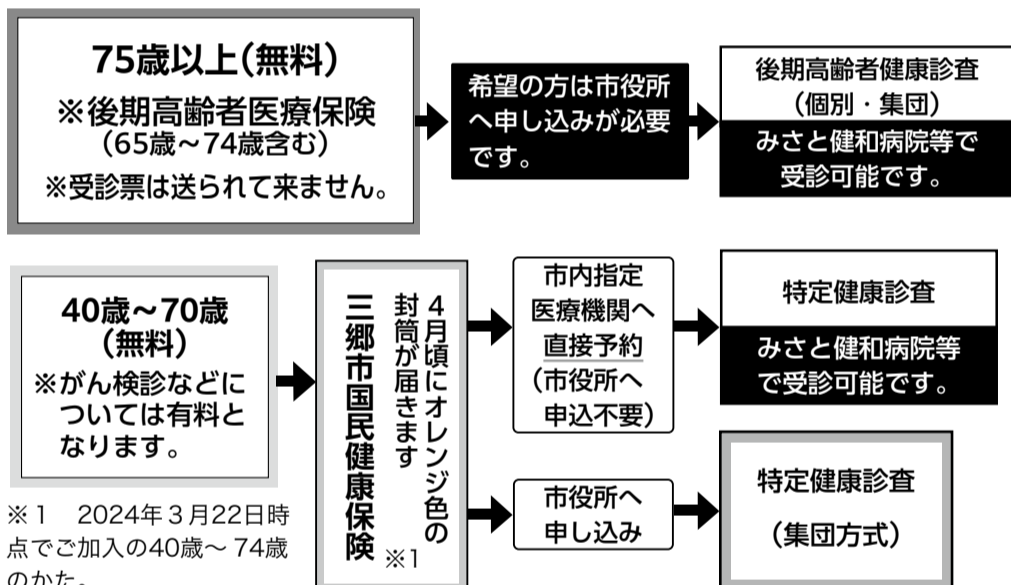 75歳以上(無料)
※後期高齢者医療保険
(65歳～74歳含む)
※受診票は送られて来ません。
希望の方は市役所
へ申し込みが必要
です。
後期高齢者健康診査
(個別・集団)
みさと健和病院等で
受診可能です。
40歳～70歳
(無料)
※がん検診などに
ついては有料と
なります。
４月頃にオレンジ色の
封筒が届きます
※1
三郷市国民健康保険
市内指定
医療機関へ
直接予約
(市役所へ
申込不要)
特定健康診査
みさと健和病院等
で受診可能です。
市役所へ
申し込み
特定健康診査
(集団方式)
※１　2024年３月22日時
点でご加入の40歳～ 74歳
のかた。